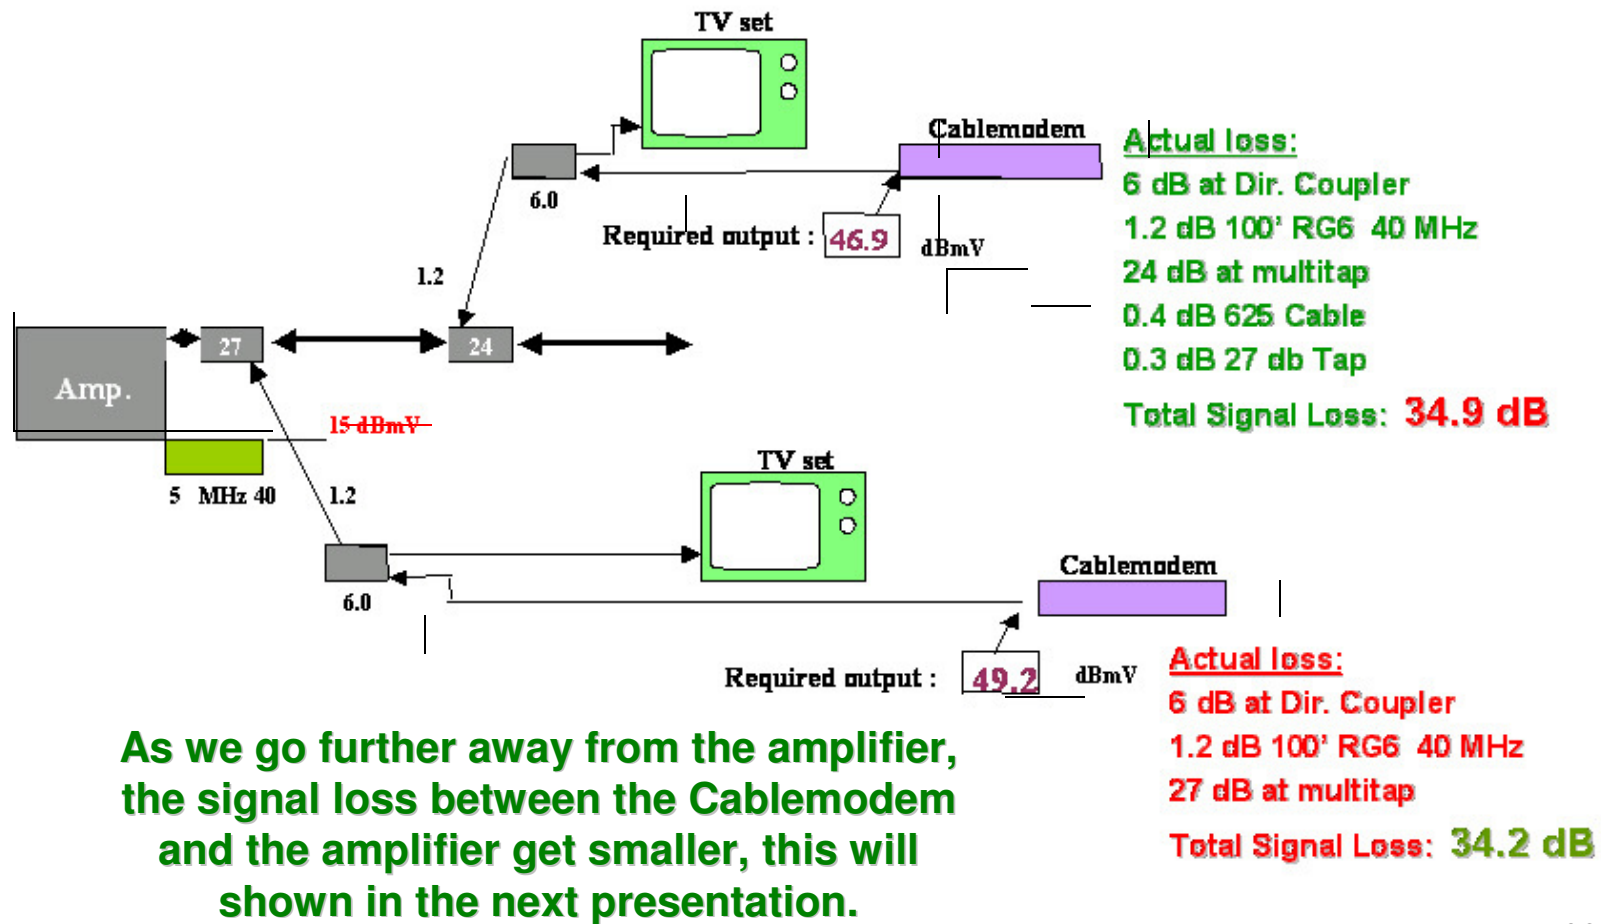 TV set
Cablemodem
6.0
Required output : 46.9 dBmV
1.2
27
24
Amp.
15 dBmV
5 MHz 40
1.2
6.0
TV set
Cablemodem
Required output : 49.2 dBmV
Actual loss:
6 dB at Dir. Coupler
1.2 dB 100' RG6 40 MHz
24 dB at multitap
0.4 dB 625 Cable
0.3 dB 27 db Tap
Total Signal Loss: 34.9 dB
Actual loss:
6 dB at Dir. Coupler
1.2 dB 100' RG6 40 MHz
27 dB at multitap
Total Signal Loss: 34.2 dB
As we go further away from the amplifier,
the signal loss between the Cablemodem
and the amplifier get smaller, this will
shown in the next presentation.